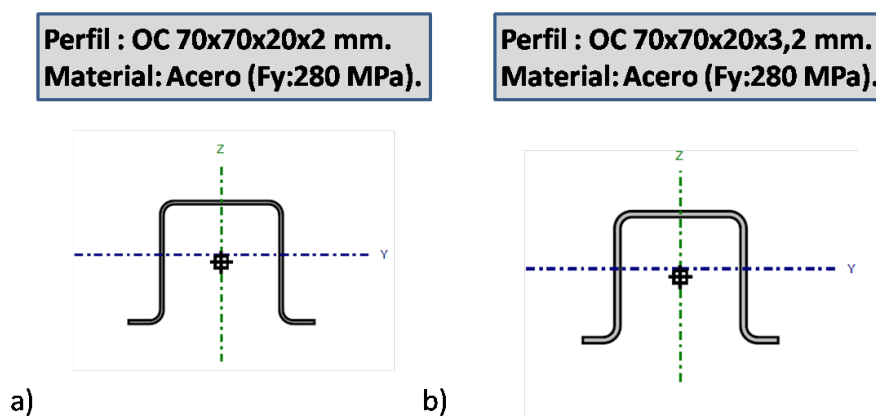 Perfil : OC 70x70x20x2 mm.
Material: Acero (Fy:280 MPa).
Perfil : OC 70x70x20x3,2 mm.
Material: Acero (Fy:280 MPa).
Z
Y
Z
Y
a)
b)